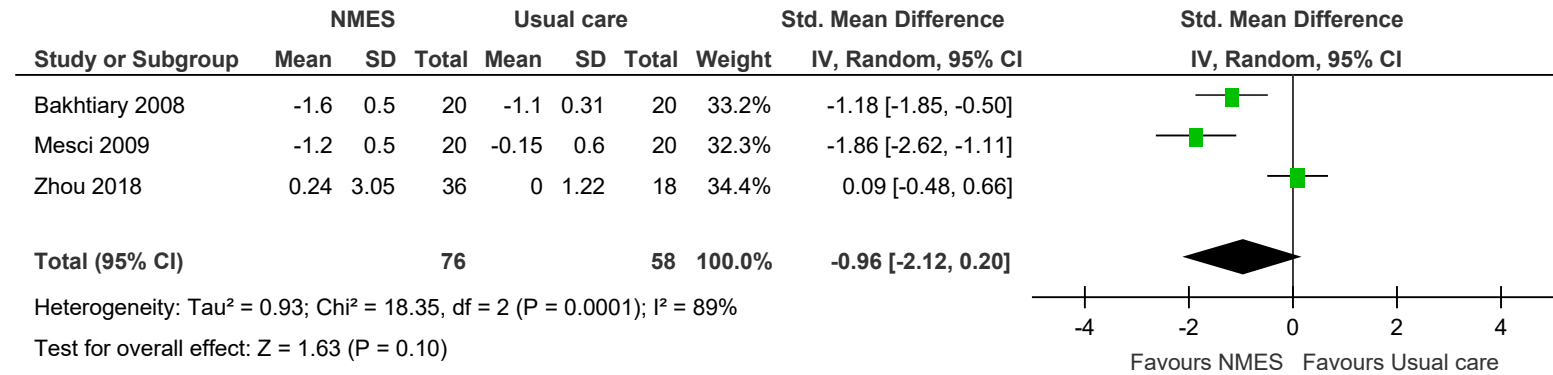 NMES Usual care Std. Mean Difference Std. Mean Difference
Study or Subgroup Mean SD Total Mean SD Total Weight IV, Random, 95% CI IV, Random, 95% CI
Bakhtiary 2008 -1.6 0.5 20 -1.1 0.31 20 33.2% -1.18 [-1.85, -0.50]
Mesci 2009 -1.2 0.5 20 -0.15 0.6 20 32.3% -1.86 [-2.62, -1.11]
Zhou 2018 0.24 3.05 36 0 1.22 18 34.4% 0.09 [-0.48, 0.66]
Total (95% CI) 76 58 100.0% -0.96 [-2.12, 0.20]
Heterogeneity: Tau² = 0.93; Chi² = 18.35, df = 2 (P = 0.0001); I² = 89%
Test for overall effect: Z = 1.63 (P = 0.10)
-4 -2 0 2 4
Favours NMES Favours Usual care